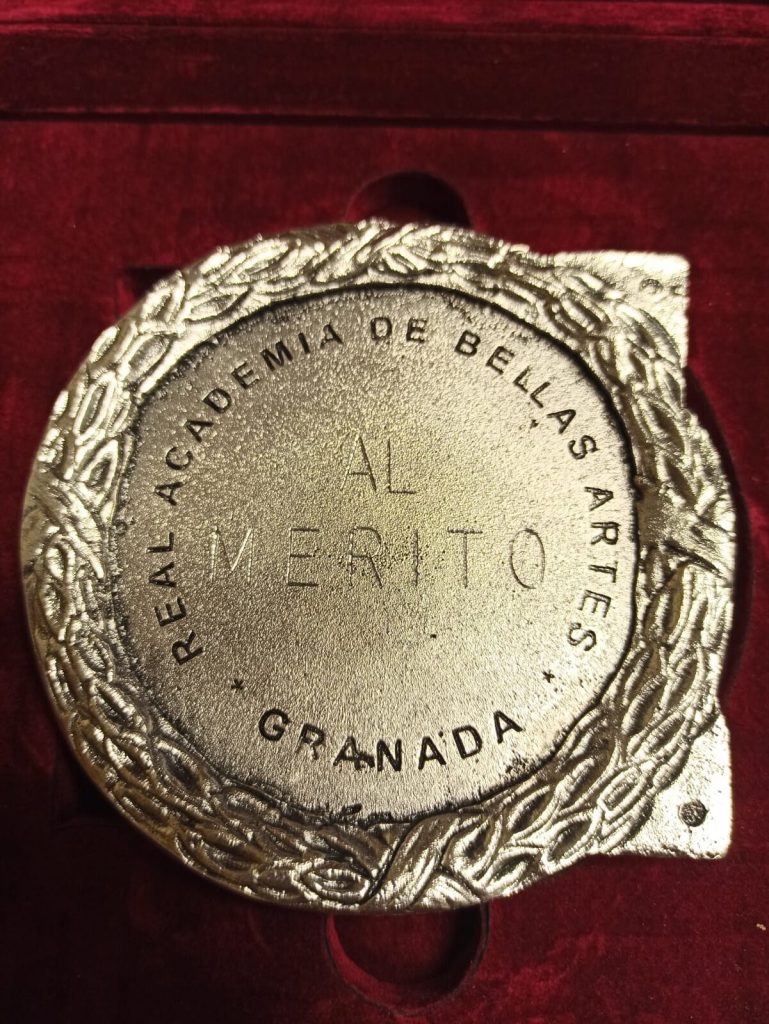 REAL ACADEMIA DE BELLAS ARTES
AL
MERITO
* GRANADA *